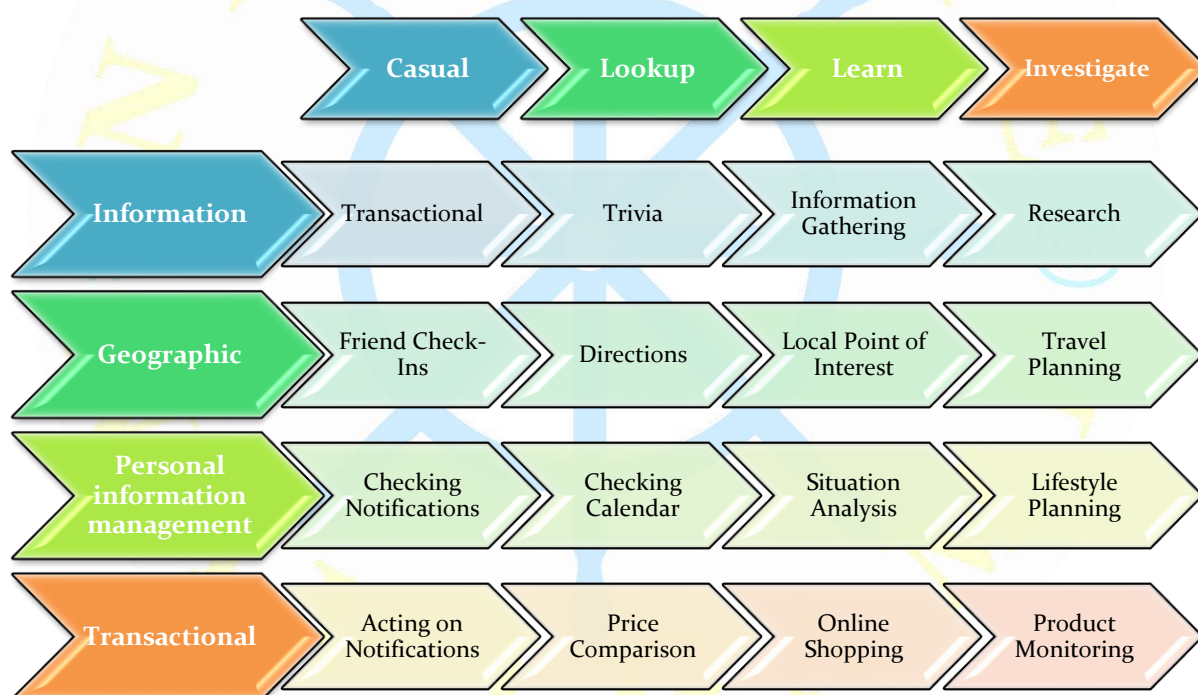 Casual
Lookup
Learn
Investigate
Information
Transactional
Trivia
Information
Gathering
Research
Geographic
Friend Check-
Ins
Directions
Local Point of
Interest
Travel
Planning
Personal
information
management
Checking
Notifications
Checking
Calendar
Situation
Analysis
Lifestyle
Planning
Transactional
Acting on
Notifications
Price
Comparison
Online
Shopping
Product
Monitoring